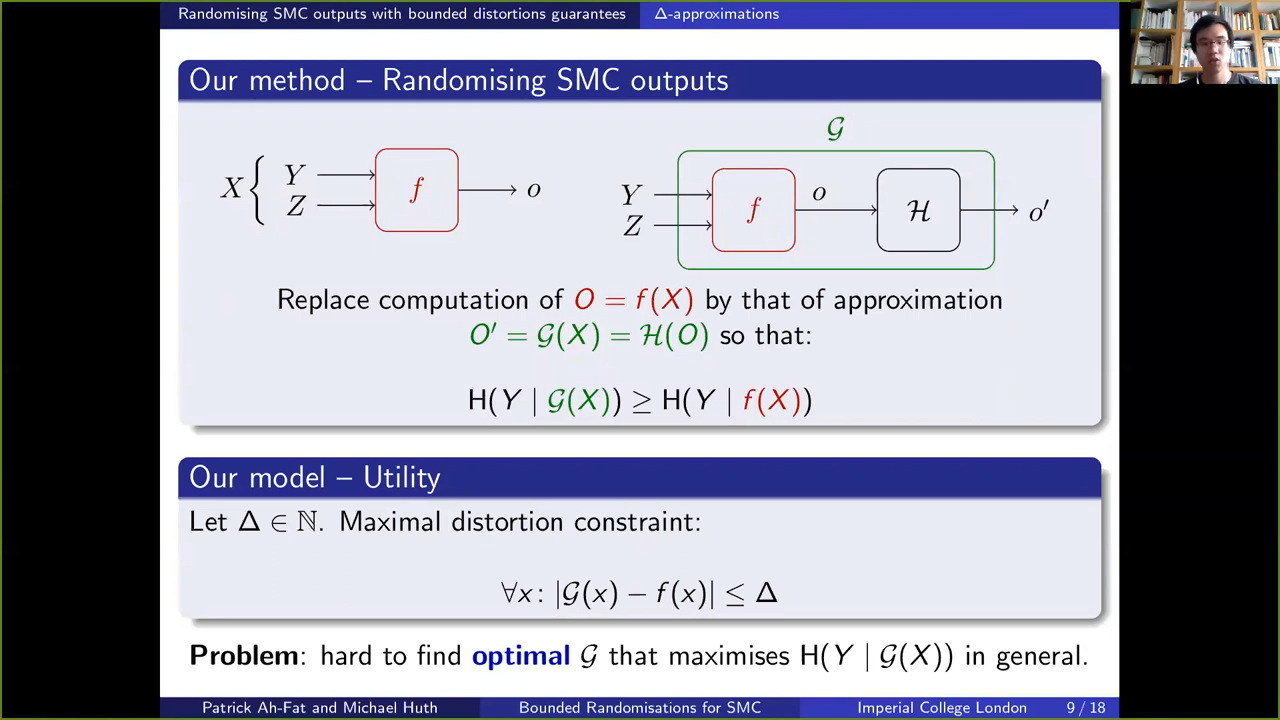 Randomising SMC outputs with bounded distortions guarantees Δ-approximations
Our method – Randomising SMC outputs
𝒢
X { Y f o
Z
Y f o ℋ o′
Z
Replace computation of O = f(X) by that of approximation
O′ = 𝒢(X) = ℋ(O) so that:
H(Y | 𝒢(X)) ≥ H(Y | f(X))
Our model – Utility
Let Δ ∈ ℕ. Maximal distortion constraint:
∀x: |𝒢(x) − f(x)| ≤ Δ
Problem: hard to find optimal 𝒢 that maximises H(Y | 𝒢(X)) in general.
Patrick Ah-Fat and Michael Huth Bounded Randomisations for SMC Imperial College London 9 / 18